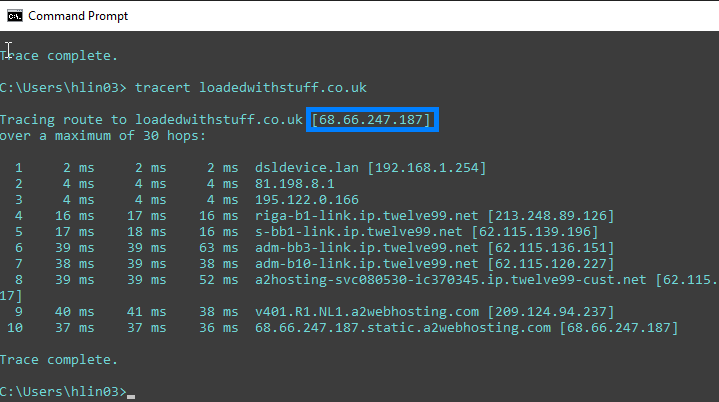 Command Prompt
Trace complete.
C:\Users\hlin03> tracert loadedwithstuff.co.uk
Tracing route to loadedwithstuff.co.uk [68.66.247.187]
over a maximum of 30 hops:
1 2 ms 2 ms 2 ms dsldevice.lan [192.168.1.254]
2 4 ms 4 ms 4 ms 81.198.8.1
3 4 ms 4 ms 4 ms 195.122.0.166
4 16 ms 17 ms 16 ms riga-b1-link.ip.twelve99.net [213.248.89.126]
5 17 ms 18 ms 16 ms s-bb1-link.ip.twelve99.net [62.115.139.196]
6 39 ms 39 ms 63 ms adm-bb3-link.ip.twelve99.net [62.115.136.151]
7 38 ms 39 ms 38 ms adm-b10-link.ip.twelve99.net [62.115.120.227]
8 39 ms 39 ms 52 ms a2hosting-svc080530-ic370345.ip.twelve99-cust.net [62.115.
17]
9 40 ms 41 ms 38 ms v401.R1.NL1.a2webhosting.com [209.124.94.237]
10 37 ms 37 ms 36 ms 68.66.247.187.static.a2webhosting.com [68.66.247.187]
Trace complete.
C:\Users\hlin03>